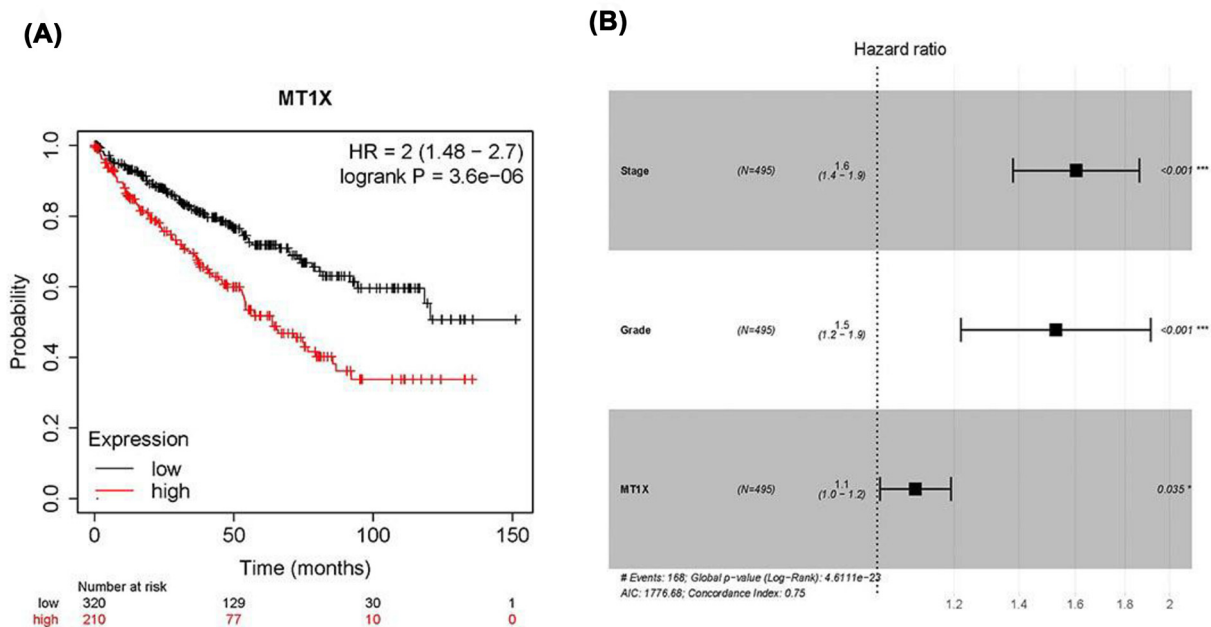 (A)
MT1X
HR = 2 (1.48 − 2.7)
logrank P = 3.6e−06
Probability
1.0
0.8
0.6
0.4
0.2
0.0
Expression
low
high
0 50 100 150
Time (months)
Number at risk
low 320 129 30 1
high 210 77 10 0
(B)
Hazard ratio
Stage (N=495) 1.6 <0.001 ***
(1.4 − 1.9)
Grade (N=495) 1.5 <0.001 ***
(1.2 − 1.9)
MT1X (N=495) 1.1 0.035 *
(1.0 − 1.2)
# Events: 168; Global p-value (Log-Rank): 4.6111e-23
AIC: 1776.68; Concordance Index: 0.75
1.2 1.4 1.6 1.8 2